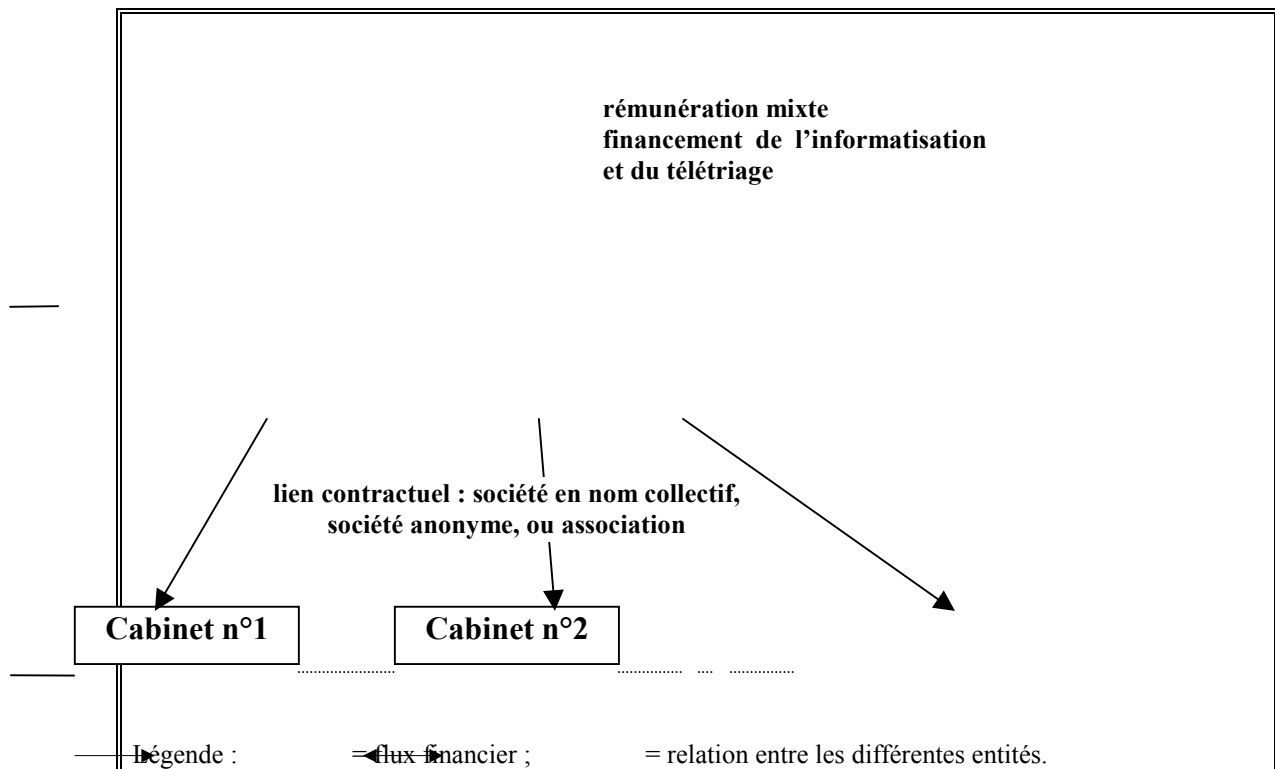 rémunération mixte
financement de l'informatisation
et du télétriage
lien contractuel : société en nom collectif,
société anonyme, ou association
Cabinet n°1
Cabinet n°2
Légende : = flux financier ; = relation entre les différentes entités.